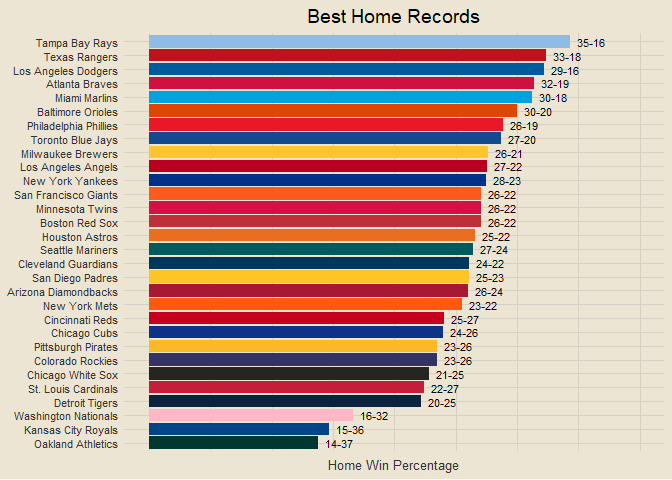 Best Home Records
Tampa Bay Rays 35-16
Texas Rangers 33-18
Los Angeles Dodgers 29-16
Atlanta Braves 32-19
Miami Marlins 30-18
Baltimore Orioles 30-20
Philadelphia Phillies 26-19
Toronto Blue Jays 27-20
Milwaukee Brewers 26-21
Los Angeles Angels 27-22
New York Yankees 28-23
San Francisco Giants 26-22
Minnesota Twins 26-22
Boston Red Sox 26-22
Houston Astros 25-22
Seattle Mariners 27-24
Cleveland Guardians 24-22
San Diego Padres 25-23
Arizona Diamondbacks 26-24
New York Mets 23-22
Cincinnati Reds 25-27
Chicago Cubs 24-26
Pittsburgh Pirates 23-26
Colorado Rockies 23-26
Chicago White Sox 21-25
St. Louis Cardinals 22-27
Detroit Tigers 20-25
Washington Nationals 16-32
Kansas City Royals 15-36
Oakland Athletics 14-37
Home Win Percentage